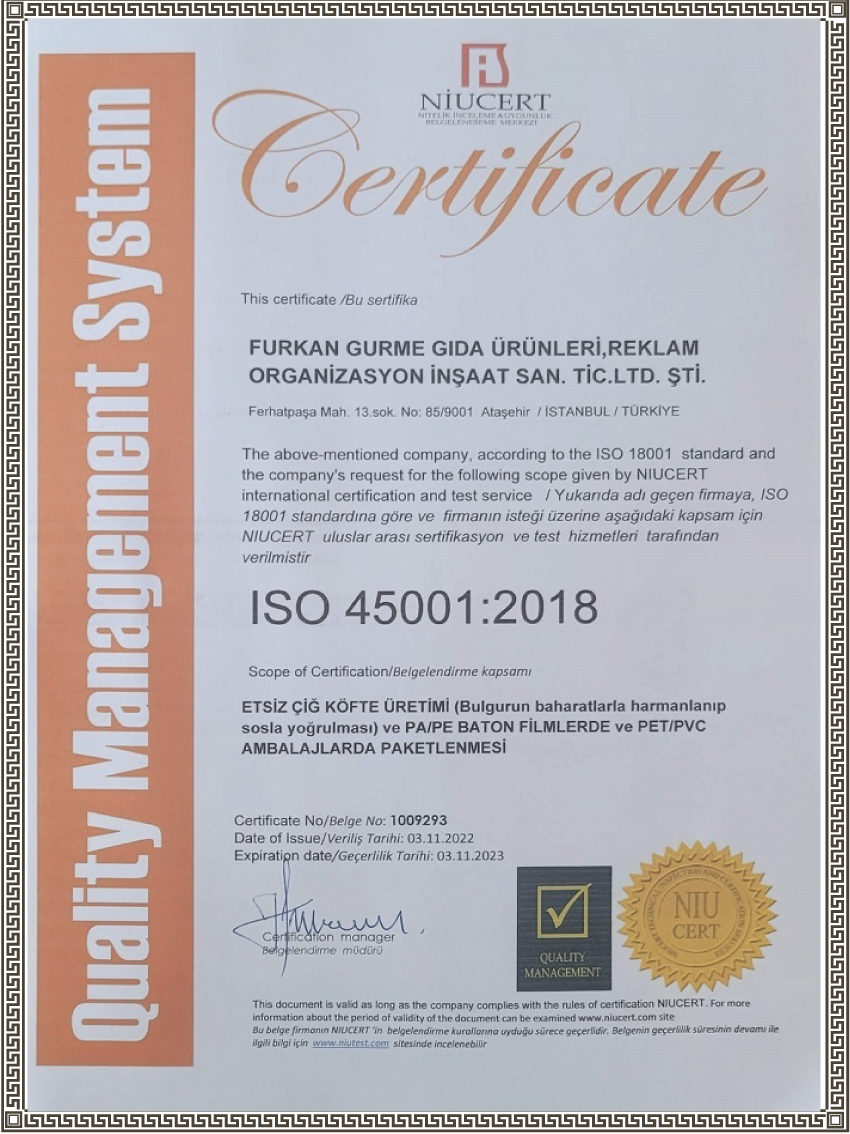 Quality Management System
NİUCERT
NİTELİK İNCELEME &UYGUNLUK
BELGELENDİRME MERKEZİ
Certificate
This certificate /Bu sertifika
FURKAN GURME GIDA ÜRÜNLERİ,REKLAM
ORGANİZASYON İNŞAAT SAN. TİC.LTD. ŞTİ.
Ferhatpaşa Mah. 13.sok. No: 85/9001 Ataşehir / İSTANBUL / TÜRKİYE
The above-mentioned company, according to the ISO 18001 standard and
the company's request for the following scope given by NIUCERT
international certification and test service / Yukarıda adı geçen firmaya, ISO
18001 standardına göre ve firmanın isteği üzerine aşağıdaki kapsam için
NIUCERT uluslar arası sertifikasyon ve test hizmetleri tarafından
verilmistir
ISO 45001:2018
Scope of Certification/Belgelendirme kapsamı
ETSİZ ÇİĞ KÖFTE ÜRETİMİ (Bulgurun baharatlarla harmanlanıp
sosla yoğrulması) ve PA/PE BATON FİLMLERDE ve PET/PVC
AMBALAJLARDA PAKETLENMESİ
Certificate No/Belge No: 1009293
Date of Issue/Veriliş Tarihi: 03.11.2022
Expiration date/Geçerlilik Tarihi: 03.11.2023
Certification manager
Belgelendirme müdürü
QUALITY
MANAGEMENT
NIU
CERT
This document is valid as long as the company complies with the rules of certification NIUCERT. For more
information about the period of validity of the document can be examined www.niucert.com site
Bu belge firmanın NIUCERT 'in belgelendirme kurallarına uyduğu sürece geçerlidir. Belgenin geçerlilik süresinin devamı ile
ilgili bilgi için www.niutest.com sitesinde incelenebilir